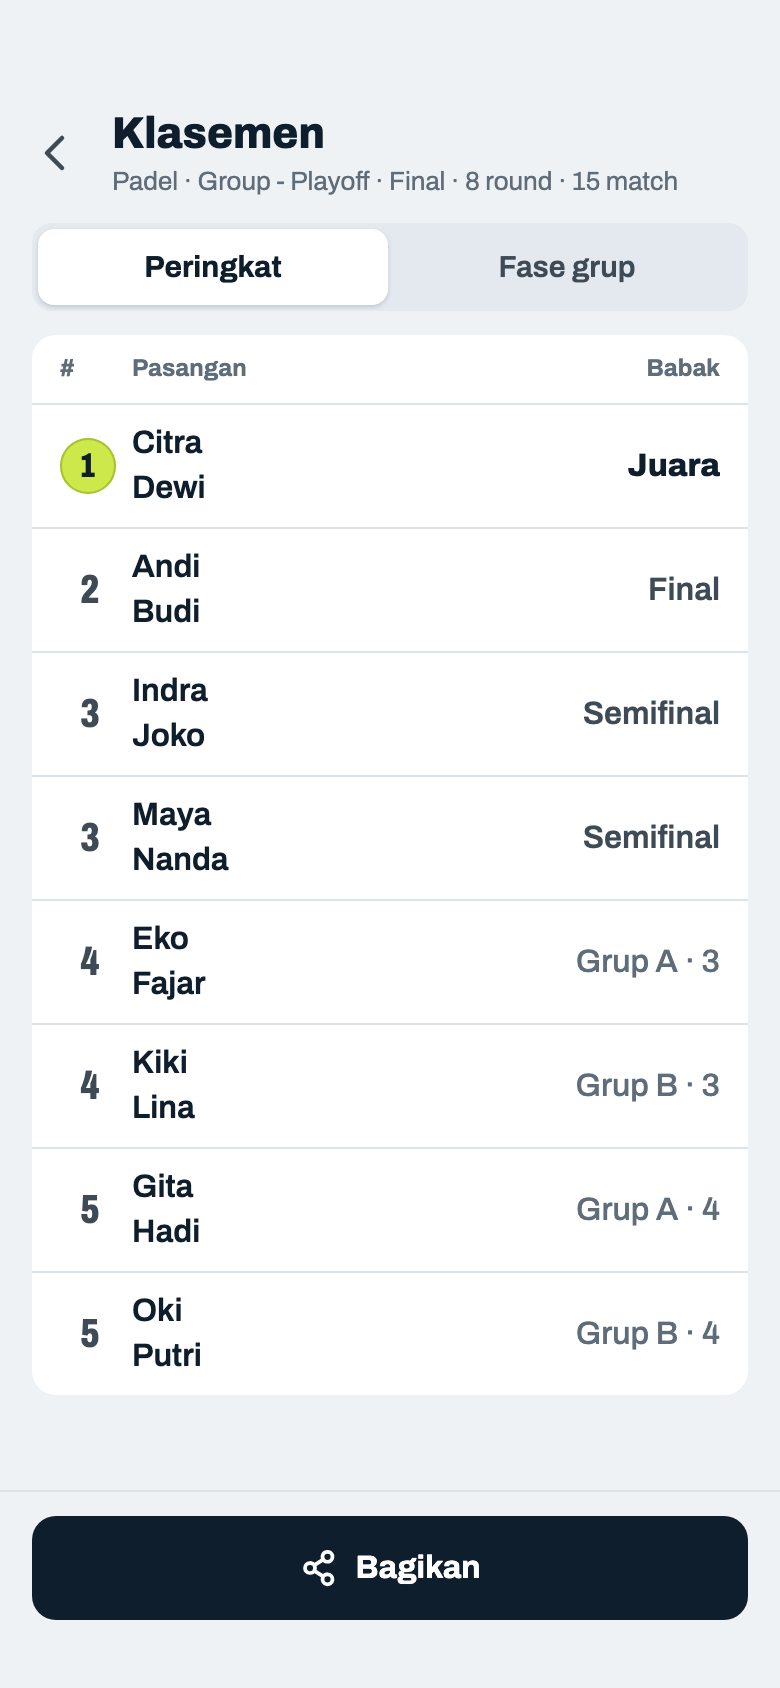 Klasemen
Padel · Group - Playoff · Final · 8 round · 15 match
Peringkat
Fase grup
# Pasangan Babak
1 Citra
Dewi
Juara
2 Andi
Budi
Final
3 Indra
Joko
Semifinal
3 Maya
Nanda
Semifinal
4 Eko
Fajar
Grup A · 3
4 Kiki
Lina
Grup B · 3
5 Gita
Hadi
Grup A · 4
5 Oki
Putri
Grup B · 4
Bagikan